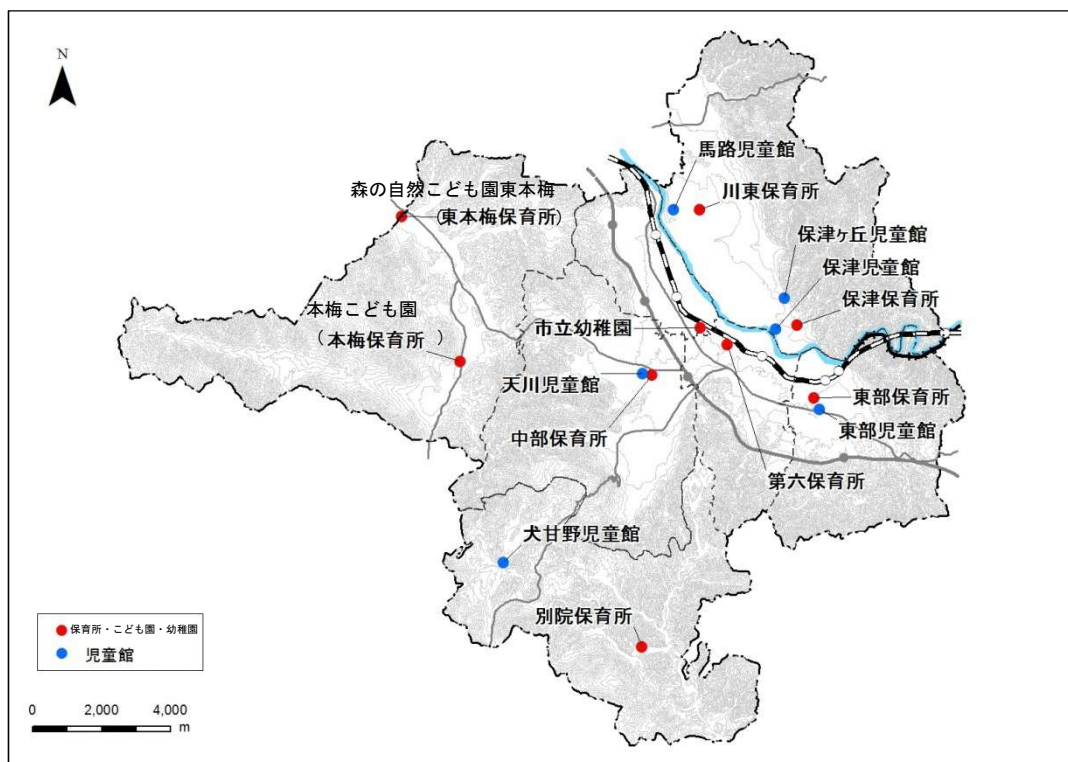 N
馬路児童館
川東保育所
森の自然こども園東本梅
(東本梅保育所)
保津ヶ丘児童館
保津児童館
保津保育所
本梅こども園
(本梅保育所)
市立幼稚園
天川児童館
中部保育所
東部保育所
東部児童館
第六保育所
犬甘野児童館
別院保育所
保育所・こども園・幼稚園
児童館
0 2,000 4,000
m